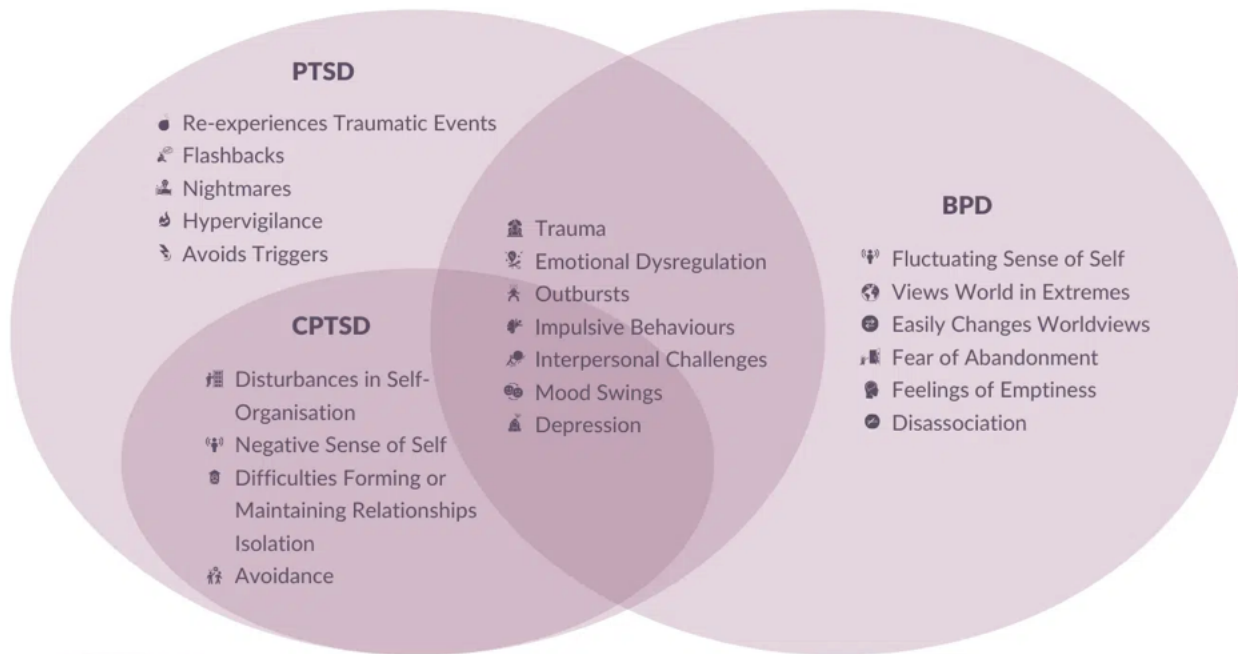 PTSD
Re-experiences Traumatic Events
Flashbacks
Nightmares
Hypervigilance
Avoids Triggers
CPTSD
Disturbances in Self-
Organisation
Negative Sense of Self
Difficulties Forming or
Maintaining Relationships
Isolation
Avoidance
Trauma
Emotional Dysregulation
Outbursts
Impulsive Behaviours
Interpersonal Challenges
Mood Swings
Depression
BPD
Fluctuating Sense of Self
Views World in Extremes
Easily Changes Worldviews
Fear of Abandonment
Feelings of Emptiness
Disassociation